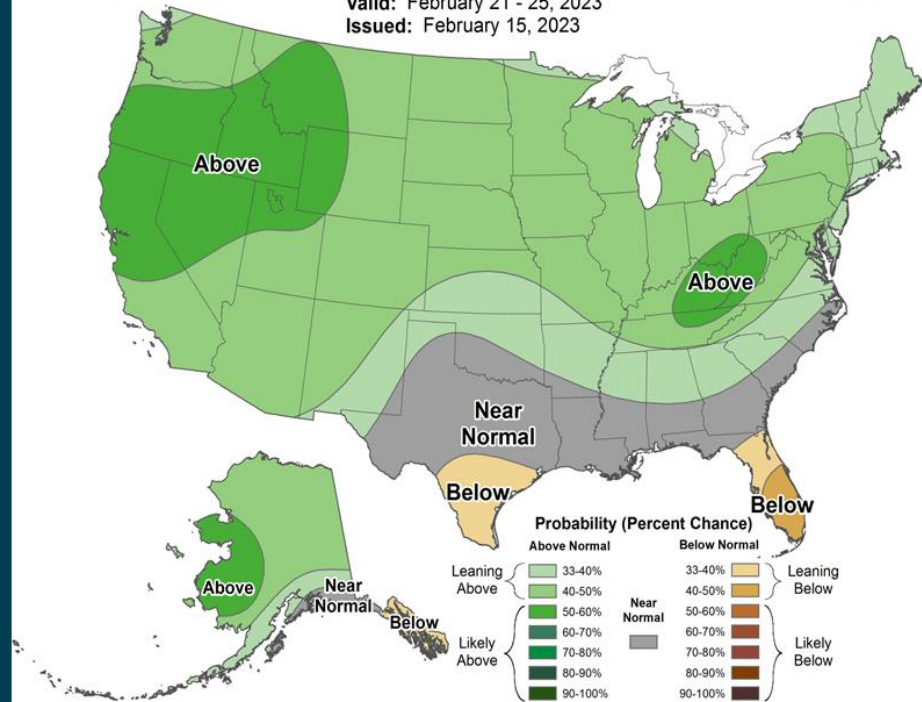 Valid: February 21 - 25, 2023
Issued: February 15, 2023
Above
Above
Near
Normal
Below
Below
Above
Near
Normal
Below
Probability (Percent Chance)
Above Normal
Below Normal
Leaning
Above
33-40%
40-50%
Likely
Above
50-60%
60-70%
70-80%
80-90%
90-100%
Near
Normal
33-40%
40-50%
Leaning
Below
50-60%
60-70%
70-80%
80-90%
90-100%
Likely
Below